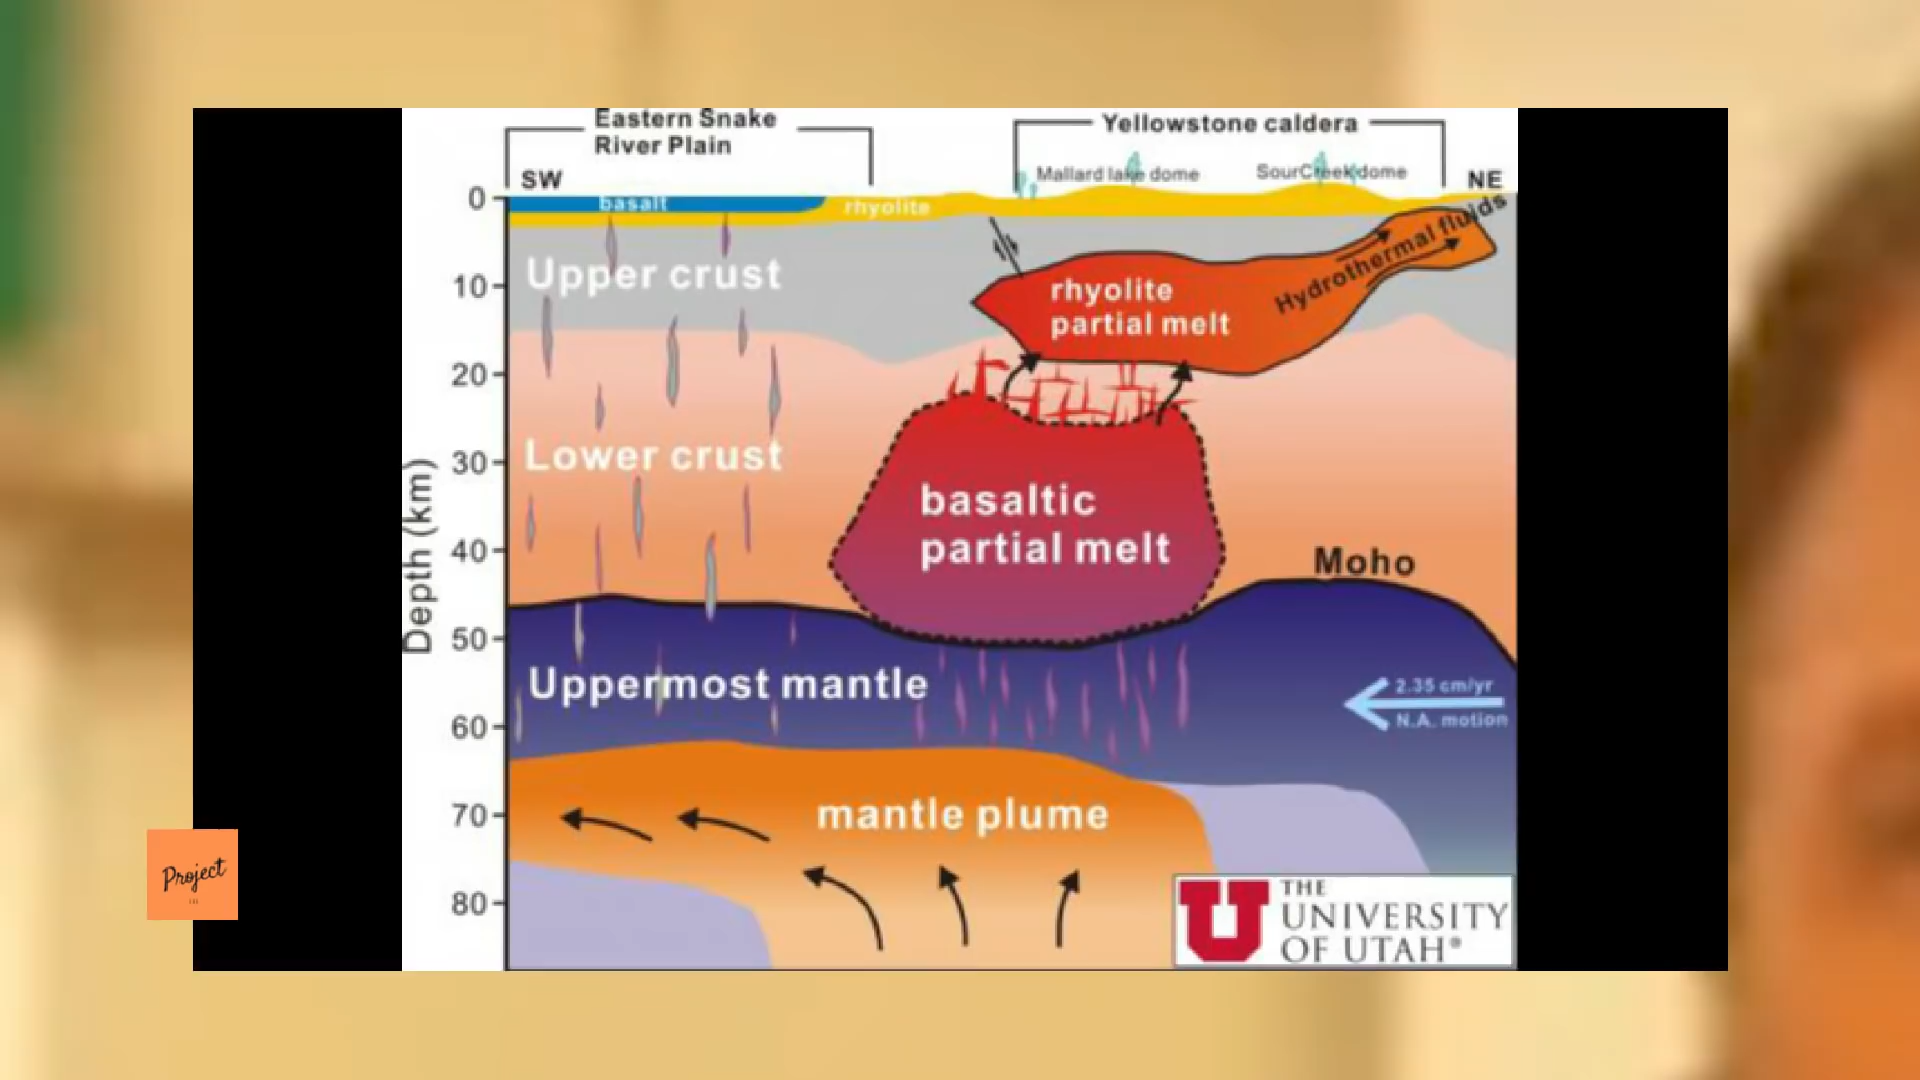 Eastern Snake
River Plain
Yellowstone caldera
Mallard lake dome
SourCreek dome
SW
NE
0
basalt
rhyolite
Hydrothermal fluids
Upper crust
10
rhyolite
partial melt
20
Lower crust
30
basaltic
partial melt
40
Moho
Depth (km)
50
Uppermost mantle
2.35 cm/yr
N.A. motion
60
70
mantle plume
80
Project
U
THE
UNIVERSITY
OF UTAH®